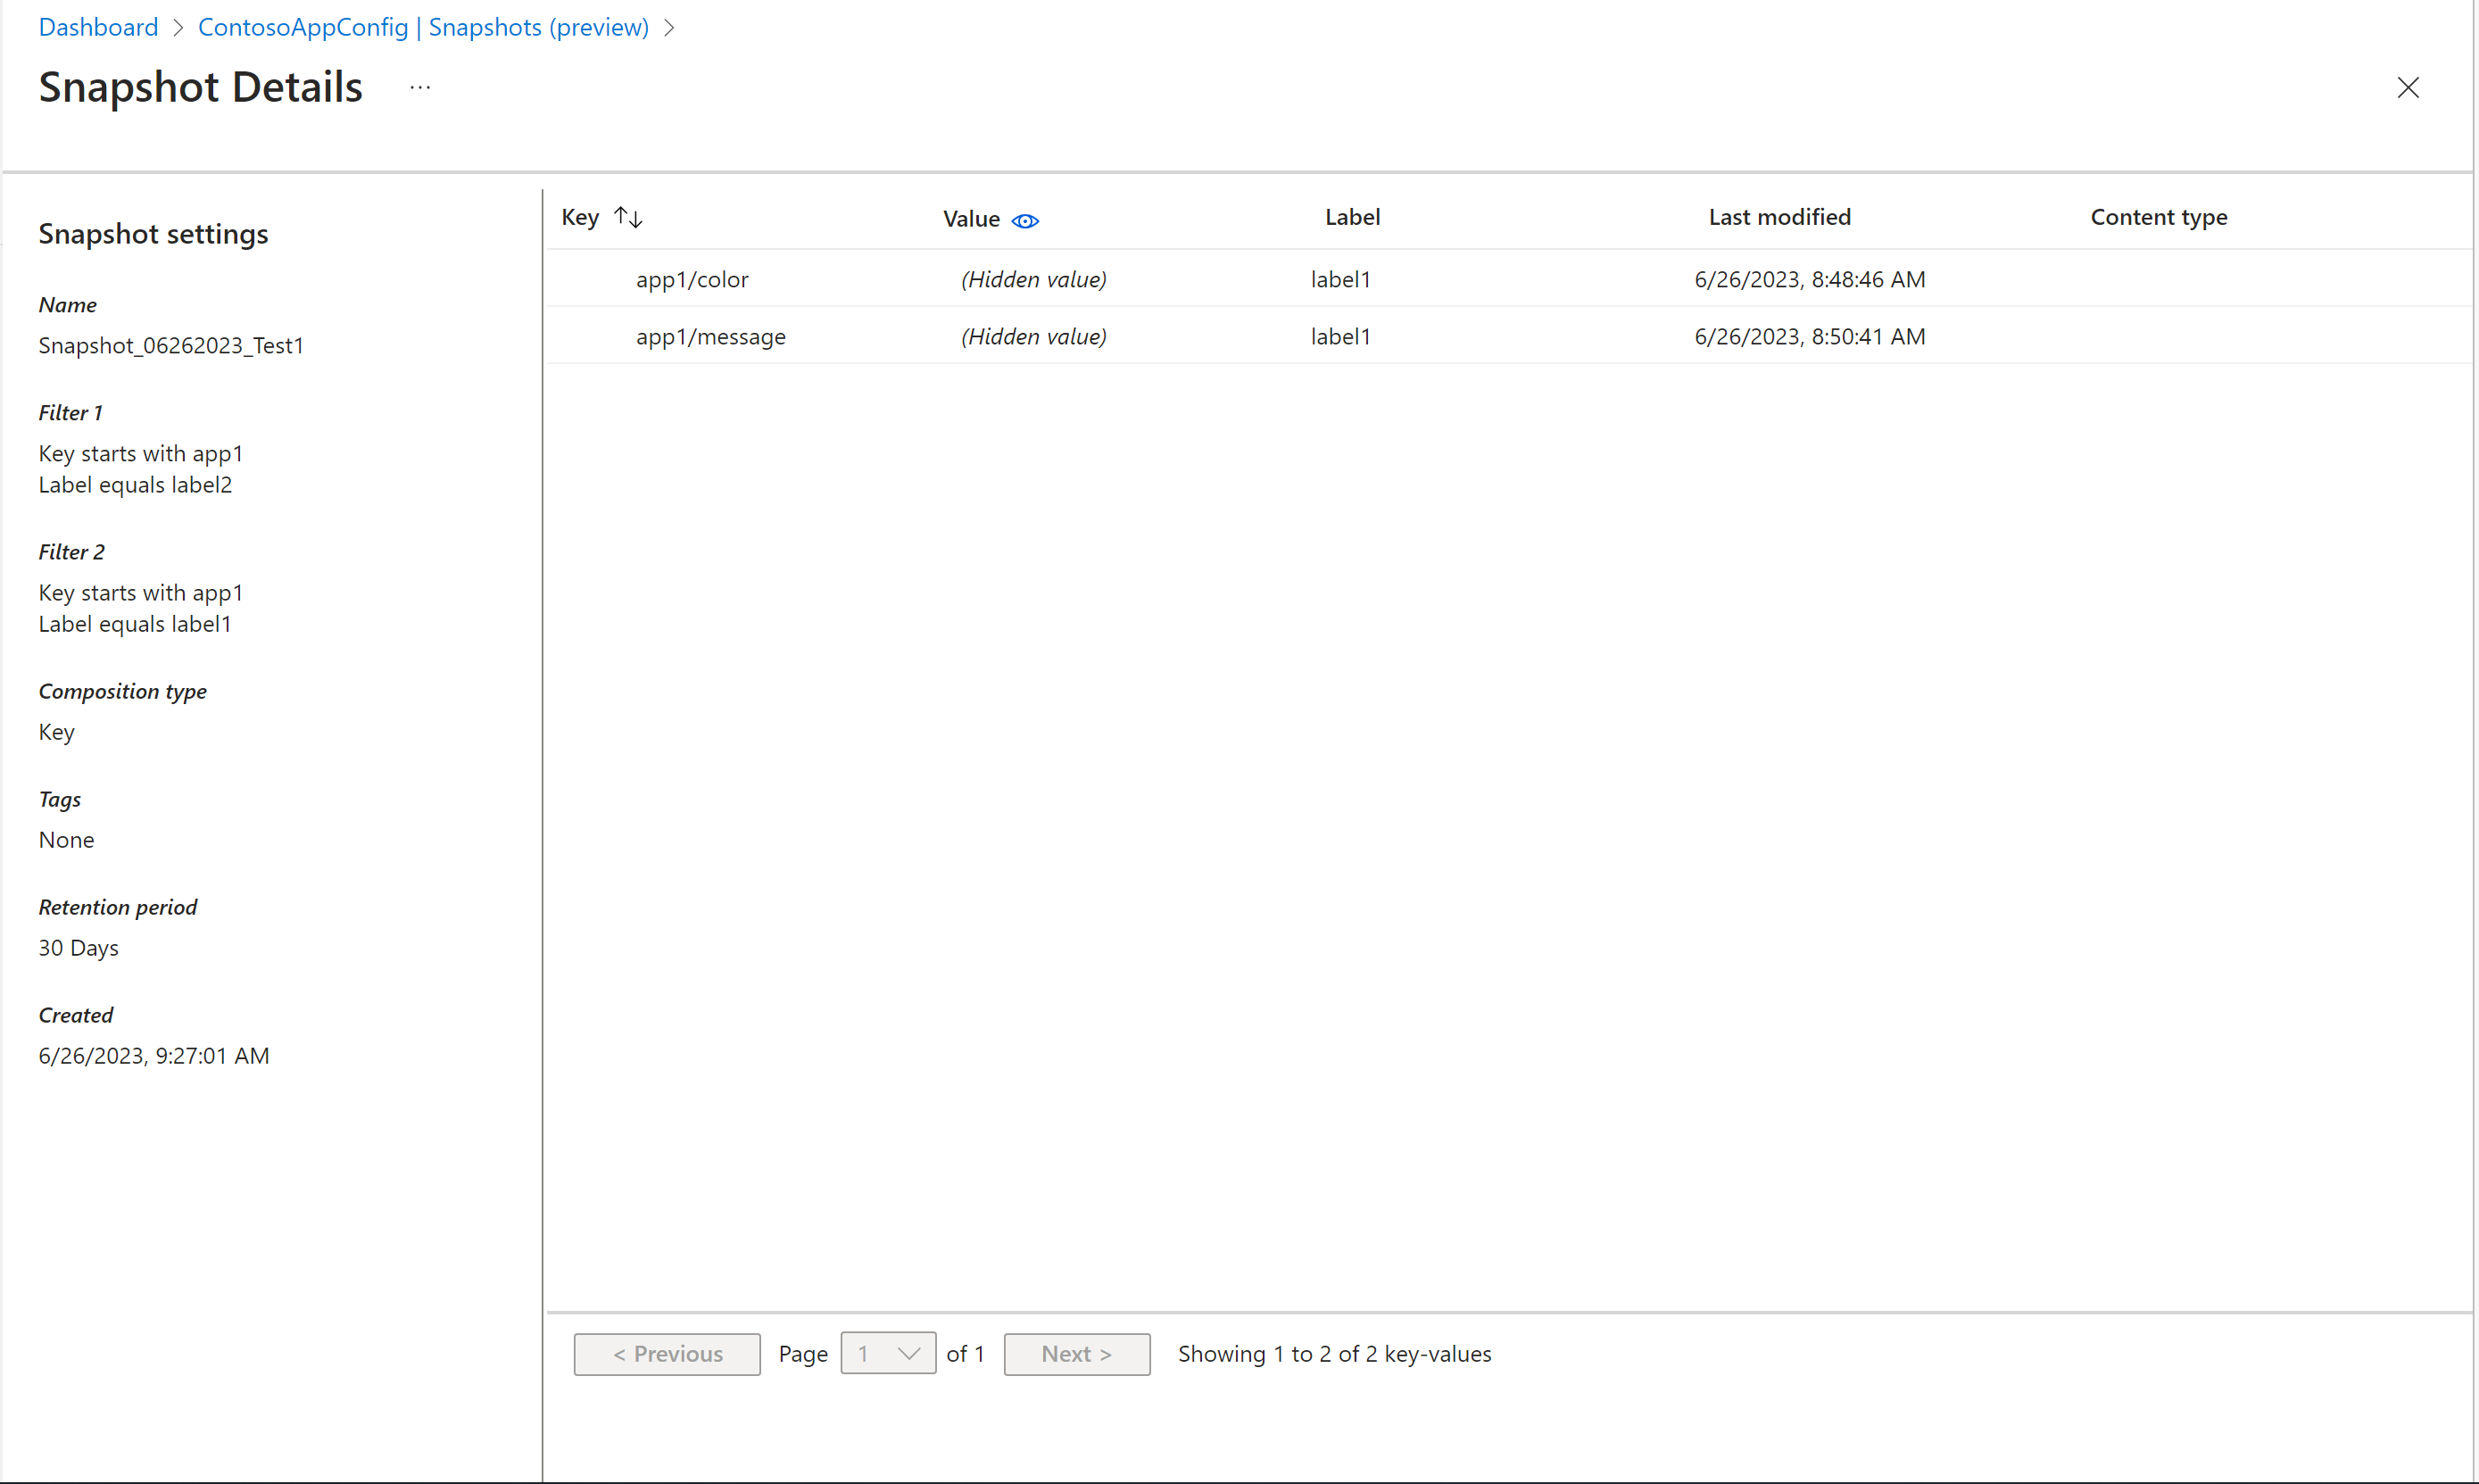 Dashboard > ContosoAppConfig | Snapshots (preview) >
Snapshot Details ...
Snapshot settings
Name
Snapshot_06262023_Test1
Filter 1
Key starts with app1
Label equals label2
Filter 2
Key starts with app1
Label equals label1
Composition type
Key
Tags
None
Retention period
30 Days
Created
6/26/2023, 9:27:01 AM
Key Value Label Last modified Content type
app1/color (Hidden value) label1 6/26/2023, 8:48:46 AM
app1/message (Hidden value) label1 6/26/2023, 8:50:41 AM
< Previous Page 1 of 1 Next > Showing 1 to 2 of 2 key-values